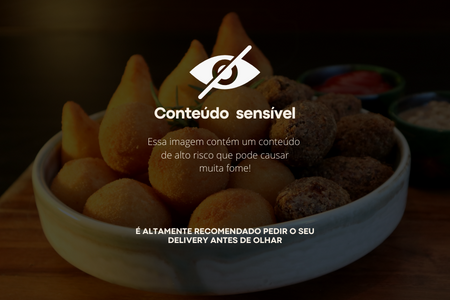 Conteúdo sensível
Essa imagem contém um conteúdo
de alto risco que pode causar
muita fome!
É ALTAMENTE RECOMENDADO PEDIR O SEU
DELIVERY ANTES DE OLHAR